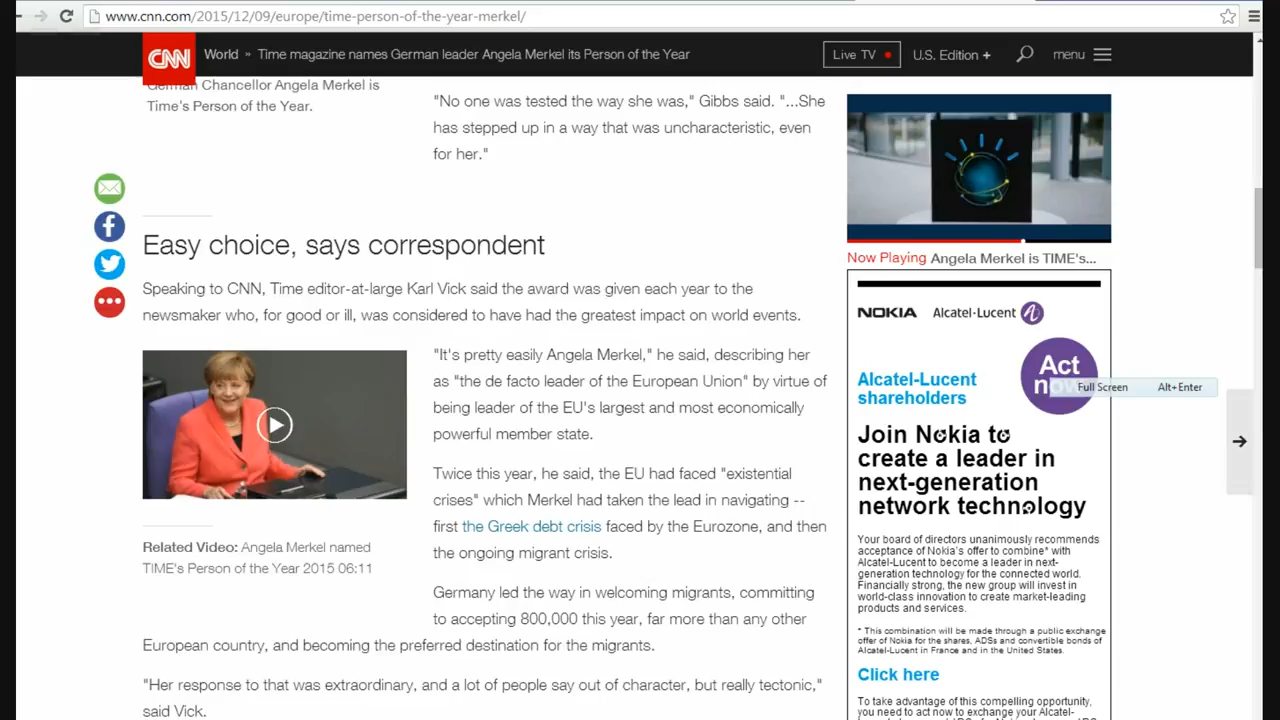 www.cnn.com/2015/12/09/europe/time-person-of-the-year-merkel/
CNN World » Time magazine names German leader Angela Merkel its Person of the Year Live TV U.S. Edition + menu
German Chancellor Angela Merkel is
Time's Person of the Year.
"No one was tested the way she was," Gibbs said. "...She
has stepped up in a way that was uncharacteristic, even
for her."
Easy choice, says correspondent
Speaking to CNN, Time editor-at-large Karl Vick said the award was given each year to the
newsmaker who, for good or ill, was considered to have had the greatest impact on world events.
"It's pretty easily Angela Merkel," he said, describing her
as "the de facto leader of the European Union" by virtue of
being leader of the EU's largest and most economically
powerful member state.
Twice this year, he said, the EU had faced "existential
crises" which Merkel had taken the lead in navigating --
first the Greek debt crisis faced by the Eurozone, and then
the ongoing migrant crisis.
Related Video: Angela Merkel named
TIME's Person of the Year 2015 06:11
Germany led the way in welcoming migrants, committing
to accepting 800,000 this year, far more than any other
European country, and becoming the preferred destination for the migrants.
"Her response to that was extraordinary, and a lot of people say out of character, but really tectonic,"
said Vick.
Now Playing Angela Merkel is TIME's...
NOKIA Alcatel-Lucent
Act
now
Full Screen Alt+Enter
Alcatel-Lucent
shareholders
Join Nokia to
create a leader in
next-generation
network technology
Your board of directors unanimously recommends
acceptance of Nokia's offer to combine* with
Alcatel-Lucent to become a leader in next-
generation technology for the connected world.
Financially strong, the new group will invest in
world-class innovation to create market-leading
products and services.
* This combination will be made through a public exchange
offer of Nokia for the shares, ADSs and convertible bonds of
Alcatel-Lucent in France and in the United States.
Click here
To take advantage of this compelling opportunity,
you need to act now to exchange your Alcatel-